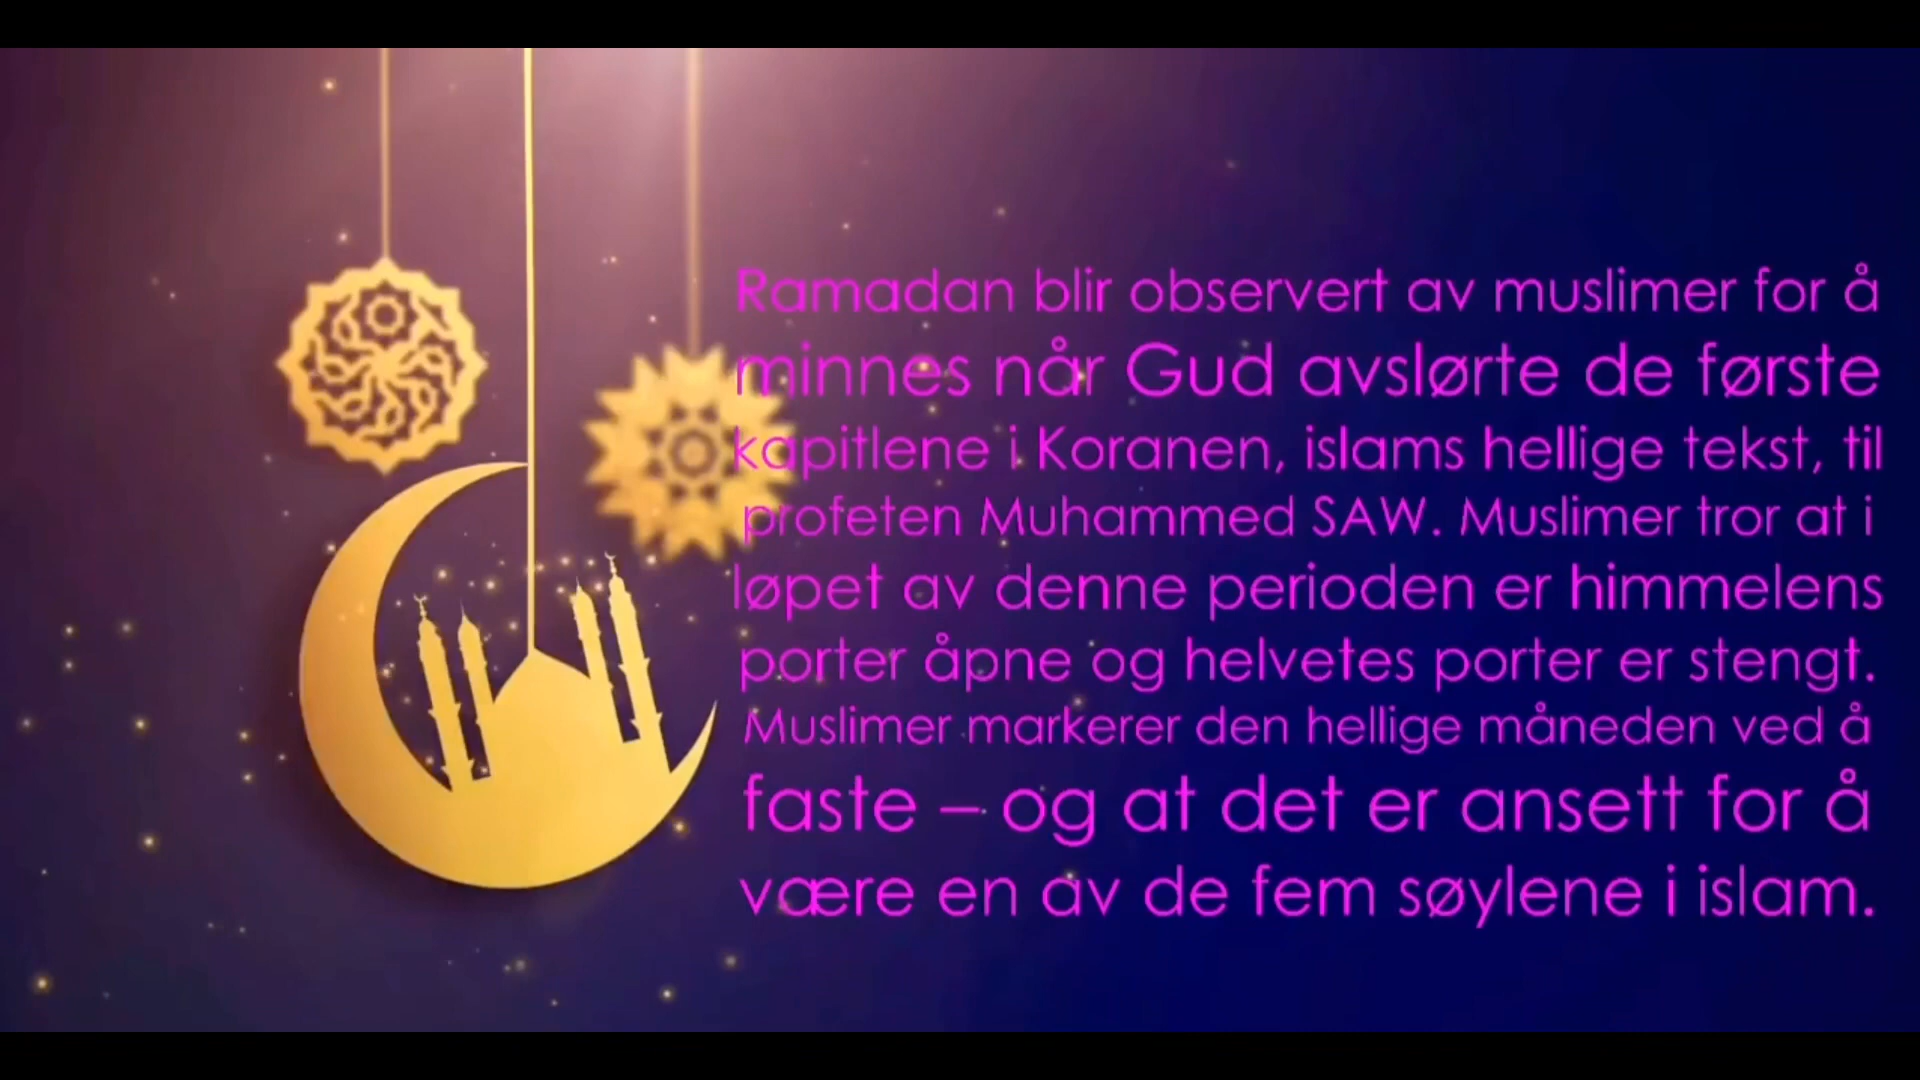 Ramadan blir observert av muslimer for å
minnes når Gud avslørte de første
kapitlene i Koranen, islams hellige tekst, til
profeten Muhammed SAW. Muslimer tror at i
løpet av denne perioden er himmelens
porter åpne og helvetes porter er stengt.
Muslimer markerer den hellige måneden ved å
faste – og at det er ansett for å
være en av de fem søylene i islam.